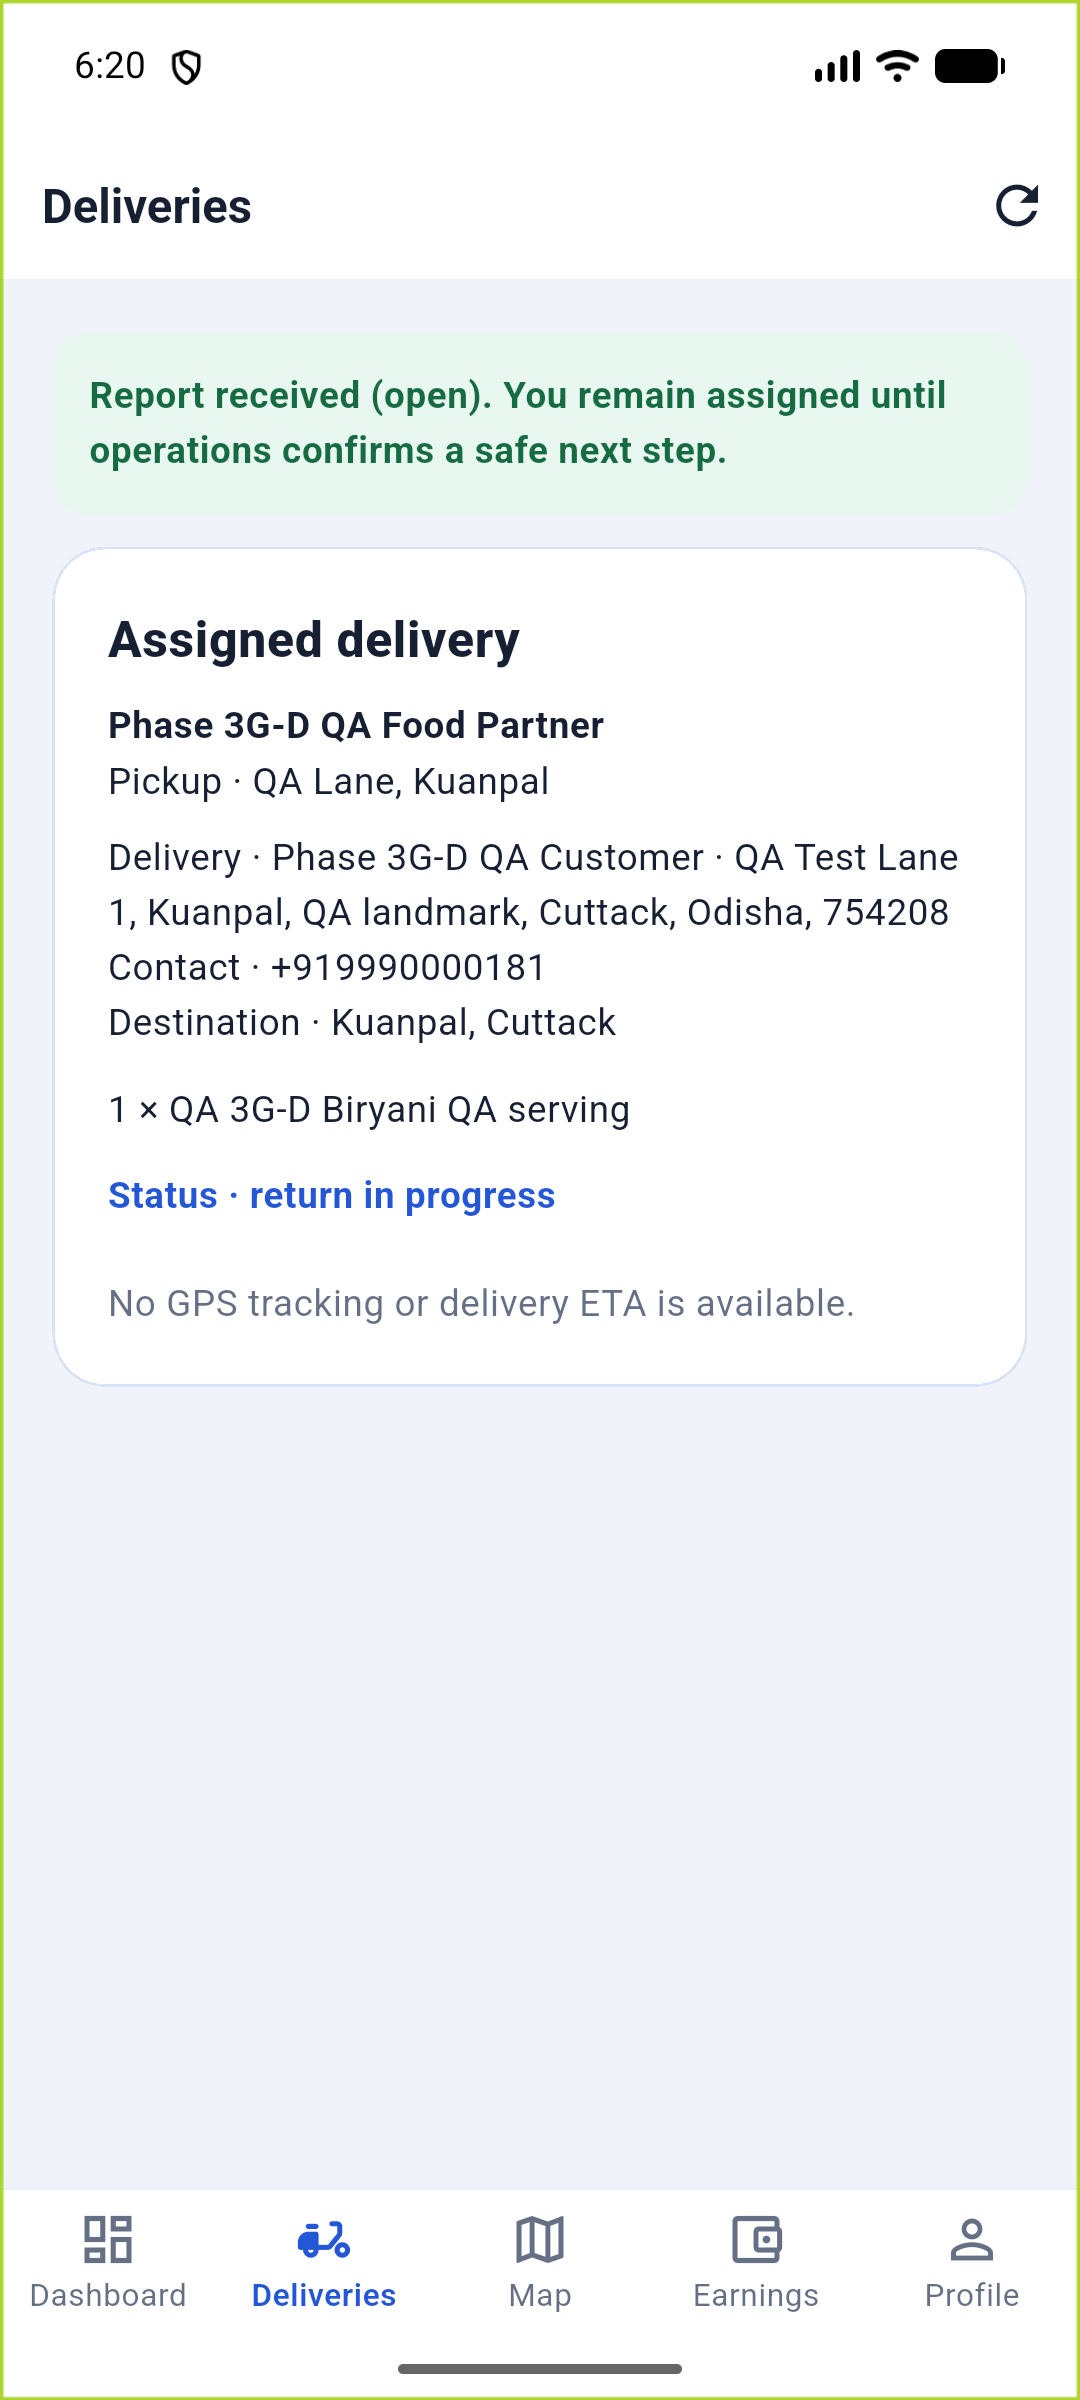 6:20
Deliveries
Report received (open). You remain assigned until
operations confirms a safe next step.
Assigned delivery
Phase 3G-D QA Food Partner
Pickup · QA Lane, Kuanpal
Delivery · Phase 3G-D QA Customer · QA Test Lane
1, Kuanpal, QA landmark, Cuttack, Odisha, 754208
Contact · +919990000181
Destination · Kuanpal, Cuttack
1 × QA 3G-D Biryani QA serving
Status · return in progress
No GPS tracking or delivery ETA is available.
Dashboard
Deliveries
Map
Earnings
Profile